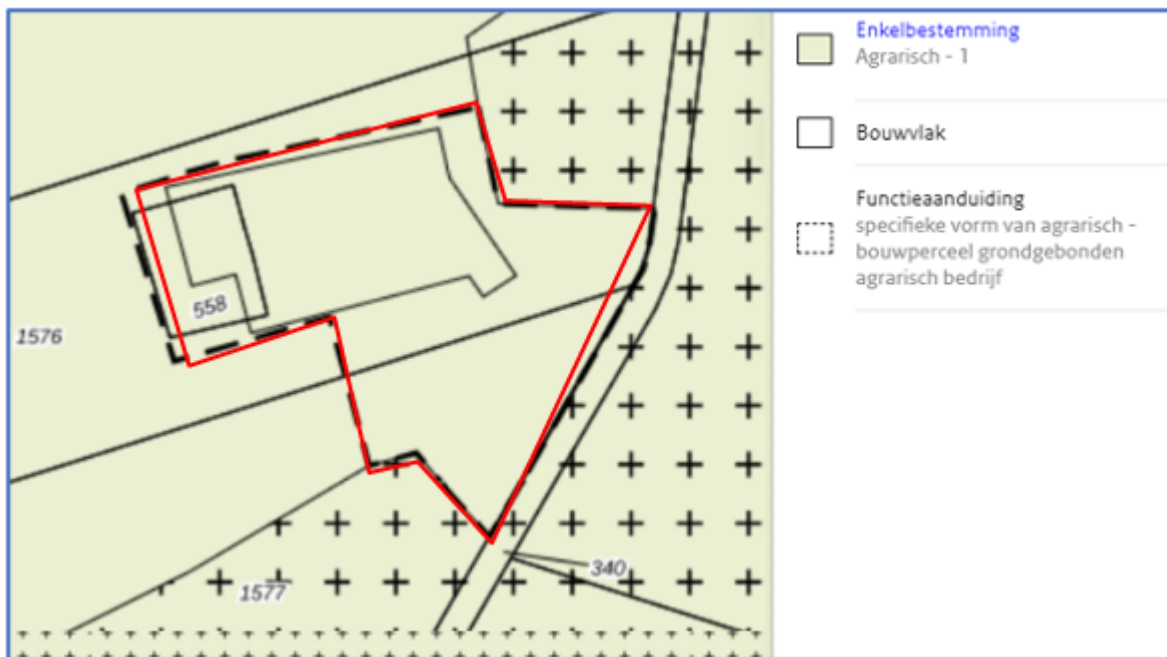 Enkelbestemming
Agrarisch - 1
Bouwvlak
Functieaanduiding
specifieke vorm van agrarisch -
bouwperceel grondgebonden
agrarisch bedrijf
558
1576
340
1577